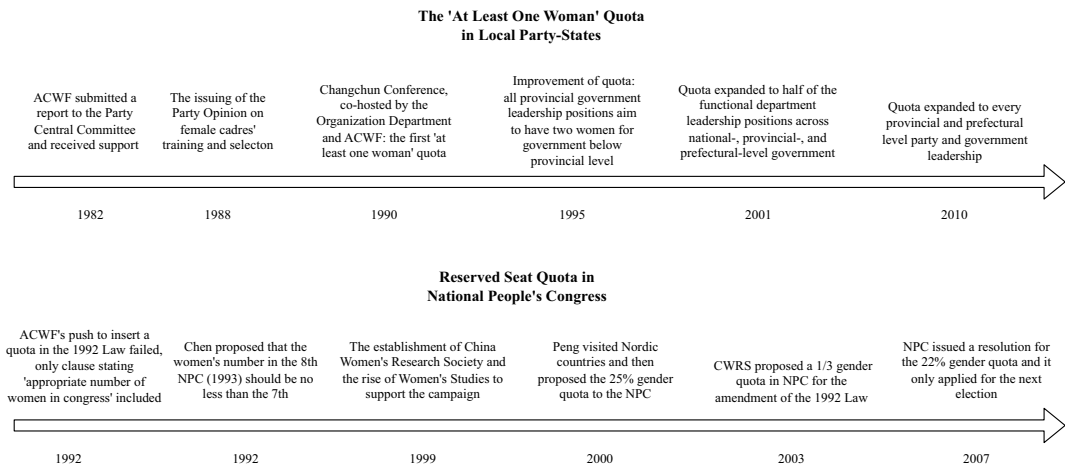 The 'At Least One Woman' Quota
in Local Party-States
ACWF submitted a
report to the Party
Central Committee
and received support
The issuing of the
Party Opinion on
female cadres'
training and selecton
Changchun Conference,
co-hosted by the
Organization Department
and ACWF: the first 'at
least one woman' quota
Improvement of quota:
all provincial government
leadership positions aim
to have two women for
government below
provincial level
Quota expanded to half of the
functional department
leadership positions across
national-, provincial-, and
prefectural-level government
Quota expanded to every
provincial and prefectural
level party and government
leadership
1982
1988
1990
1995
2001
2010
Reserved Seat Quota in
National People's Congress
ACWF's push to insert a
quota in the 1992 Law failed,
only clause stating
'appropriate number of
women in congress' included
Chen proposed that the
women's number in the 8th
NPC (1993) should be no
less than the 7th
The establishment of China
Women's Research Society and
the rise of Women's Studies to
support the campaign
Peng visited Nordic
countries and then
proposed the 25% gender
quota to the NPC
CWRS proposed a 1/3 gender
quota in NPC for the
amendment of the 1992 Law
NPC issued a resolution for
the 22% gender quota and it
only applied for the next
election
1992
1992
1999
2000
2003
2007